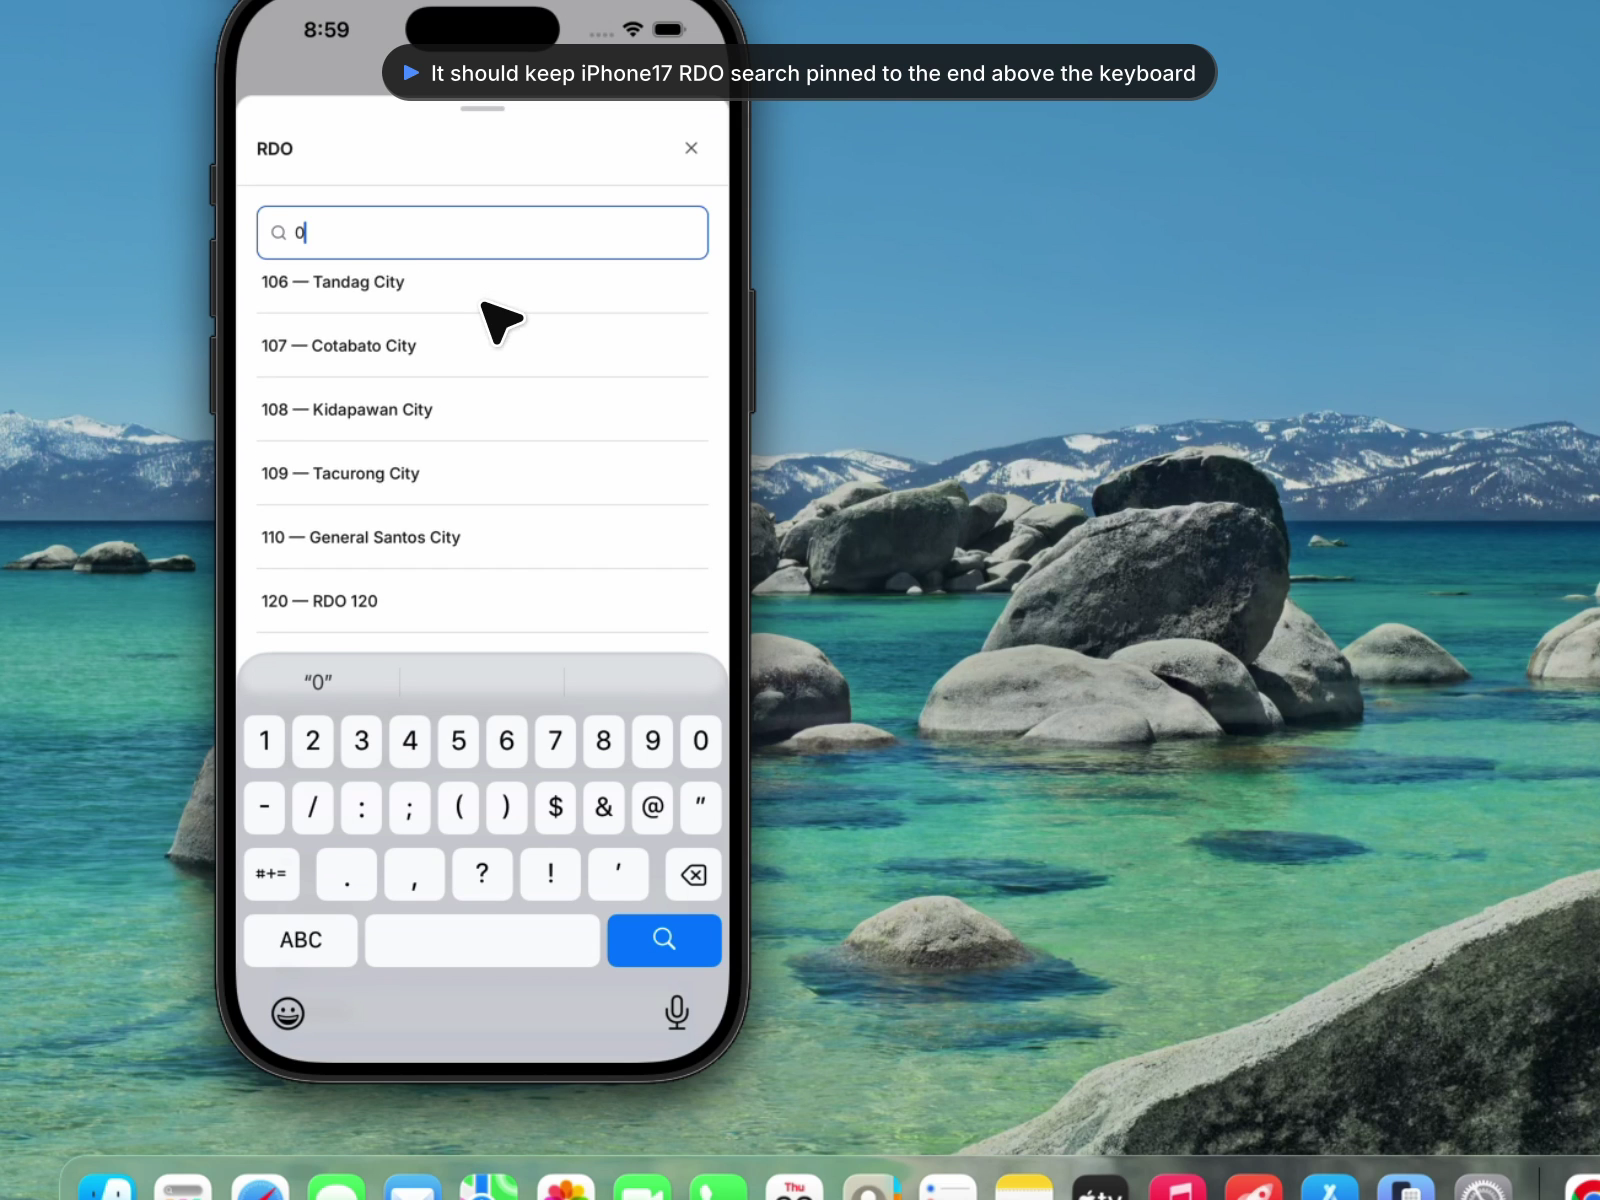 8:59
It should keep iPhone17 RDO search pinned to the end above the keyboard
RDO
0
106 — Tandag City
107 — Cotabato City
108 — Kidapawan City
109 — Tacurong City
110 — General Santos City
120 — RDO 120
“0”
1 2 3 4 5 6 7 8 9 0
- / : ; ( ) $ & @ "
#+= . , ? ! '
ABC
Thu
tv